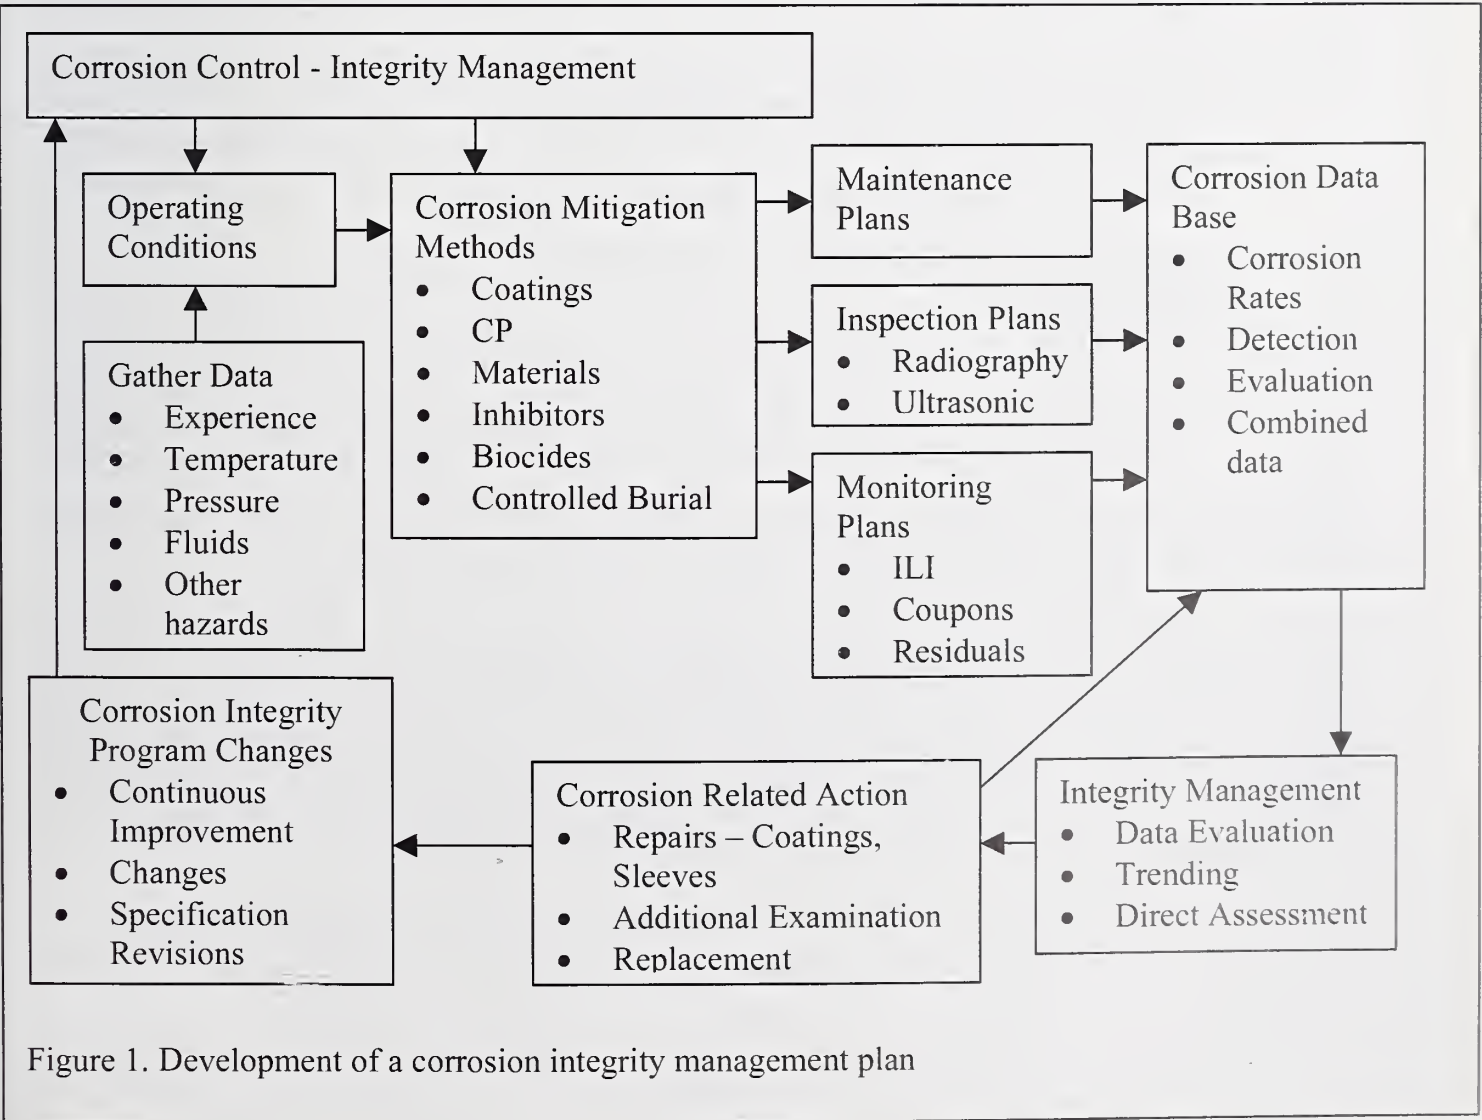 Corrosion Control - Integrity Management
Operating
Conditions
Gather Data
• Experience
• Temperature
• Pressure
• Fluids
• Other
hazards
Corrosion Mitigation
Methods
• Coatings
• CP
• Materials
• Inhibitors
• Biocides
• Controlled Burial
Maintenance
Plans
Inspection Plans
• Radiography
• Ultrasonic
Monitoring
Plans
• ILI
• Coupons
• Residuals
Corrosion Data
Base
• Corrosion
Rates
• Detection
• Evaluation
• Combined
data
Integrity Management
• Data Evaluation
• Trending
• Direct Assessment
Corrosion Related Action
• Repairs – Coatings,
Sleeves
• Additional Examination
• Replacement
Corrosion Integrity
Program Changes
• Continuous
Improvement
• Changes
• Specification
Revisions
Figure 1. Development of a corrosion integrity management plan